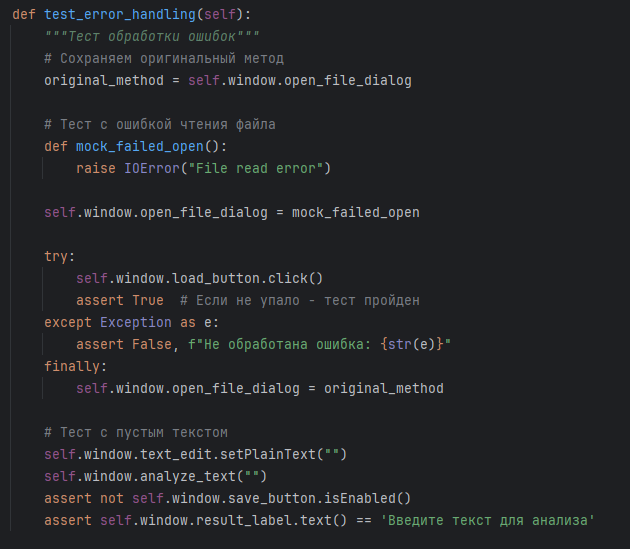 def test_error_handling(self):
    """Тест обработки ошибок"""
    # Сохраняем оригинальный метод
    original_method = self.window.open_file_dialog

    # Тест с ошибкой чтения файла
    def mock_failed_open():
        raise IOError("File read error")

    self.window.open_file_dialog = mock_failed_open

    try:
        self.window.load_button.click()
        assert True  # Если не упало - тест пройден
    except Exception as e:
        assert False, f"Не обработана ошибка: {str(e)}"
    finally:
        self.window.open_file_dialog = original_method

    # Тест с пустым текстом
    self.window.text_edit.setPlainText("")
    self.window.analyze_text("")
    assert not self.window.save_button.isEnabled()
    assert self.window.result_label.text() == 'Введите текст для анализа'